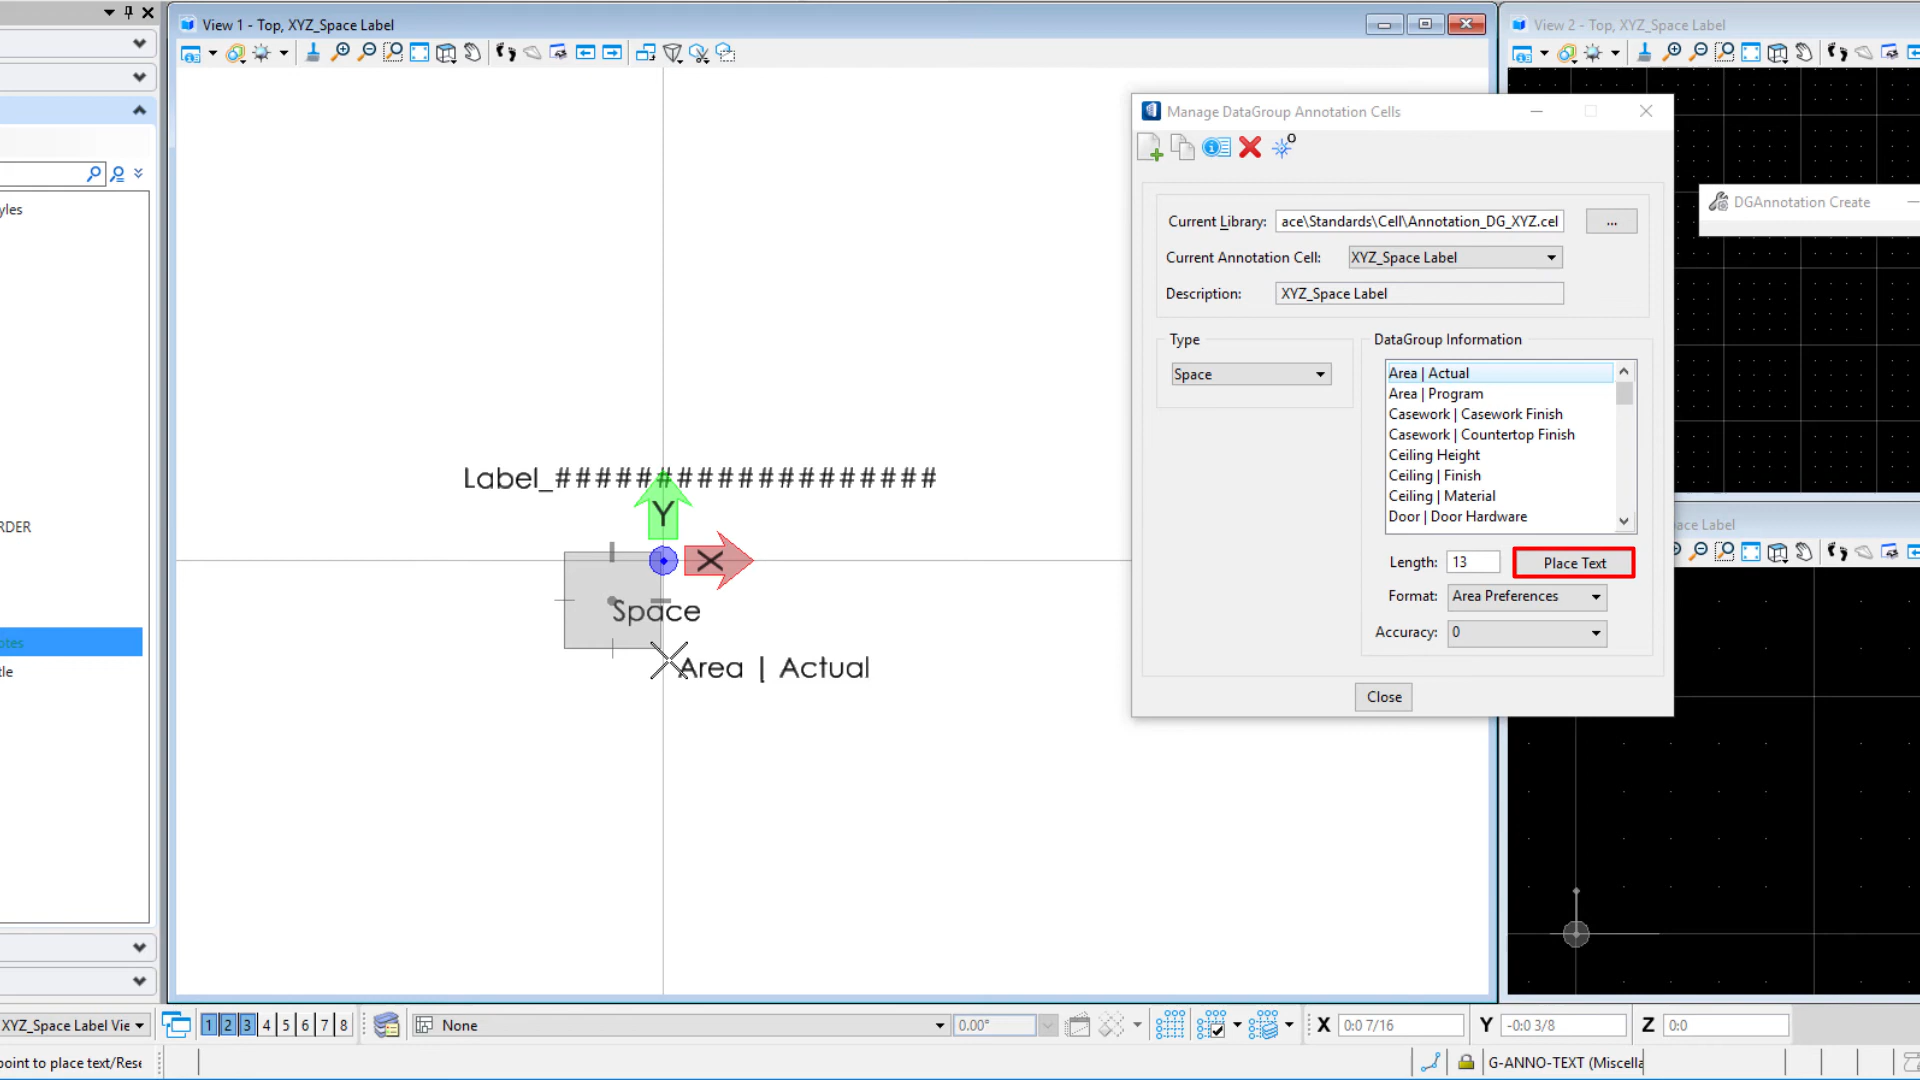 View 1 - Top, XYZ_Space Label
View 2 - Top, XYZ_Space Label
Manage DataGroup Annotation Cells
Current Library: ace\Standards\Cell\Annotation_DG_XYZ.cel ...
DGAnnotation Create
yles
Current Annotation Cell: XYZ_Space Label
Description: XYZ_Space Label
Type
DataGroup Information
Space
Area | Actual
Area | Program
Casework | Casework Finish
Casework | Countertop Finish
Ceiling Height
Ceiling | Finish
Ceiling | Material
Door | Door Hardware
Label_###################
Y
RDER
ace Label
X
Length: 13 Place Text
Format: Area Preferences
Space
Accuracy: 0
otes
Area | Actual
tle
Close
XYZ_Space Label Vie
1 2 3 4 5 6 7 8
None
0.00°
X 0:0 7/16
Y -0:0 3/8
Z 0:0
point to place text/Rese
G-ANNO-TEXT (Miscella